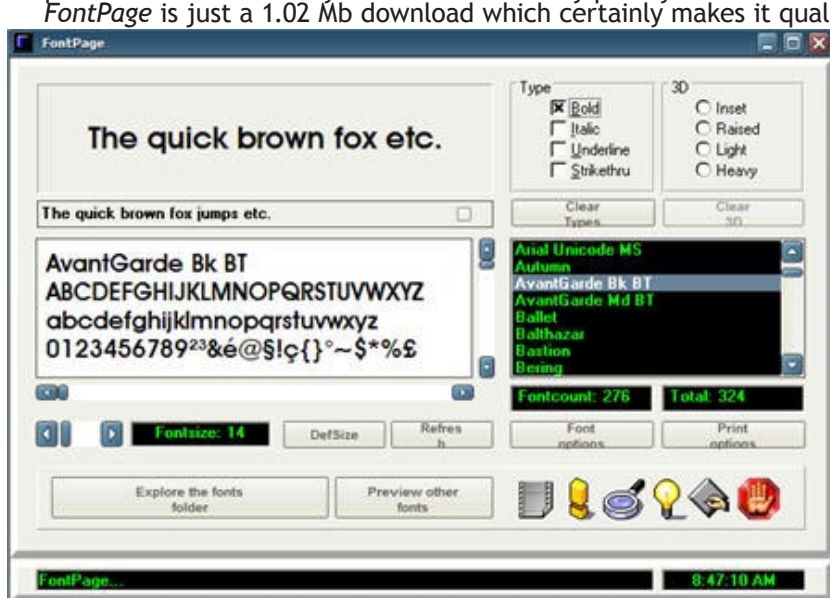 FontPage is just a 1.02 Mb download which certainly makes it qual
FontPage
The quick brown fox etc.
Type
Bold
Italic
Underline
Strikethru
3D
Inset
Raised
Light
Heavy
The quick brown fox jumps etc.
Clear
Types
Clear
3D
AvantGarde Bk BT
ABCDEFGHIJKLMNOPQRSTUVWXYZ
abcdefghijklmnopqrstuvwxyz
0123456789²³&é@§!ç{}°~$*%£
Arial Unicode MS
Autumn
AvantGarde Bk BT
AvantGarde Md BT
Ballet
Balthazar
Bastion
Bering
Fontcount: 276
Total: 324
Fontsize: 14
DefSize
Refres
h
Font
options
Print
options
Explore the fonts
folder
Preview other
fonts
FontPage...
8:47:10 AM